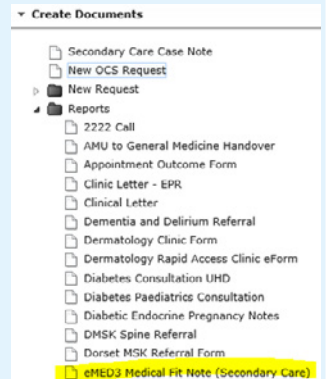 Create Documents
Secondary Care Case Note
New OCS Request
New Request
Reports
2222 Call
AMU to General Medicine Handover
Appointment Outcome Form
Clinic Letter - EPR
Clinical Letter
Dementia and Delirium Referral
Dermatology Clinic Form
Dermatology Rapid Access Clinic eForm
Diabetes Consultation UHD
Diabetes Paediatrics Consultation
Diabetic Endocrine Pregnancy Notes
DMSK Spine Referral
Dorset MSK Referral Form
eMED3 Medical Fit Note (Secondary Care)